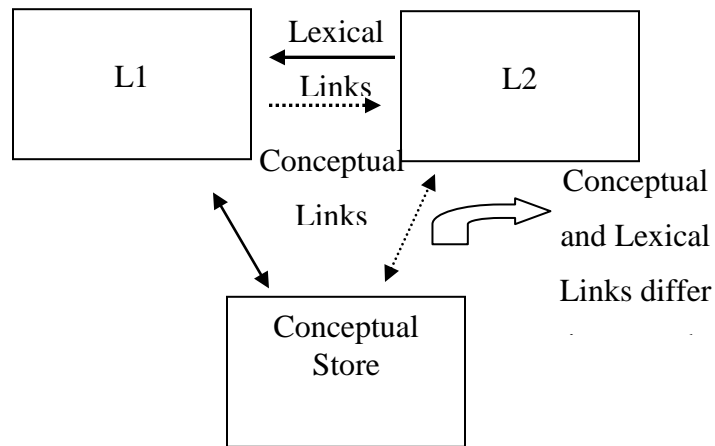 Lexical
L1
L2
Links
Conceptual
Links
Conceptual
and Lexical
Links differ
Conceptual
Store